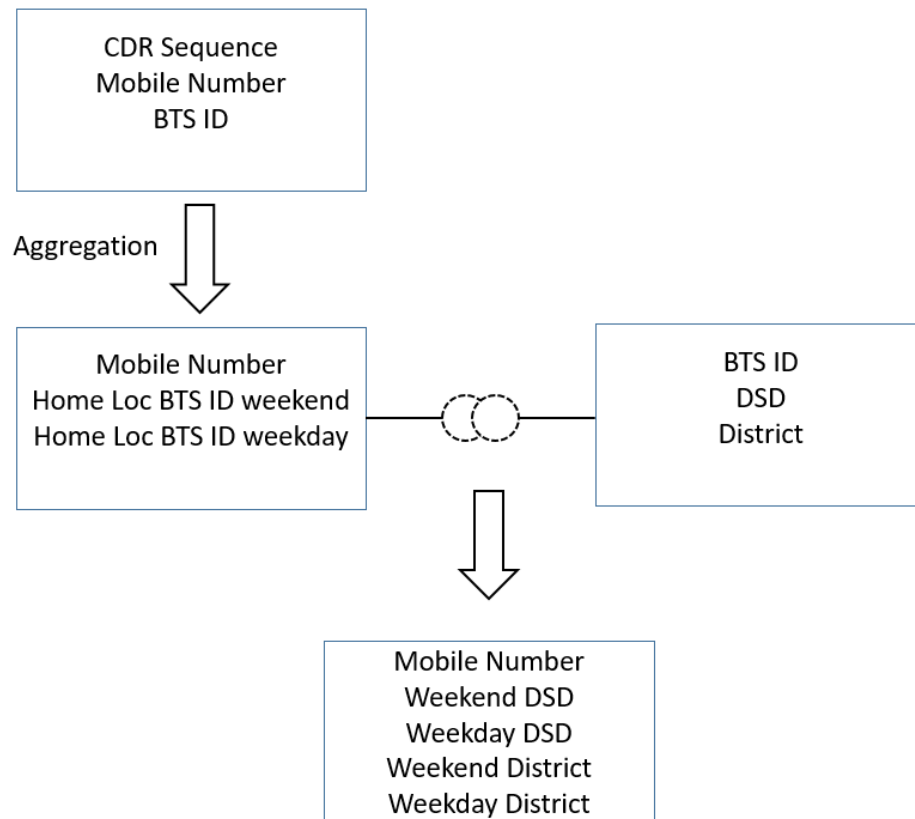 CDR Sequence
Mobile Number
BTS ID
Aggregation
Mobile Number
Home Loc BTS ID weekend
Home Loc BTS ID weekday
BTS ID
DSD
District
Mobile Number
Weekend DSD
Weekday DSD
Weekend District
Weekday District